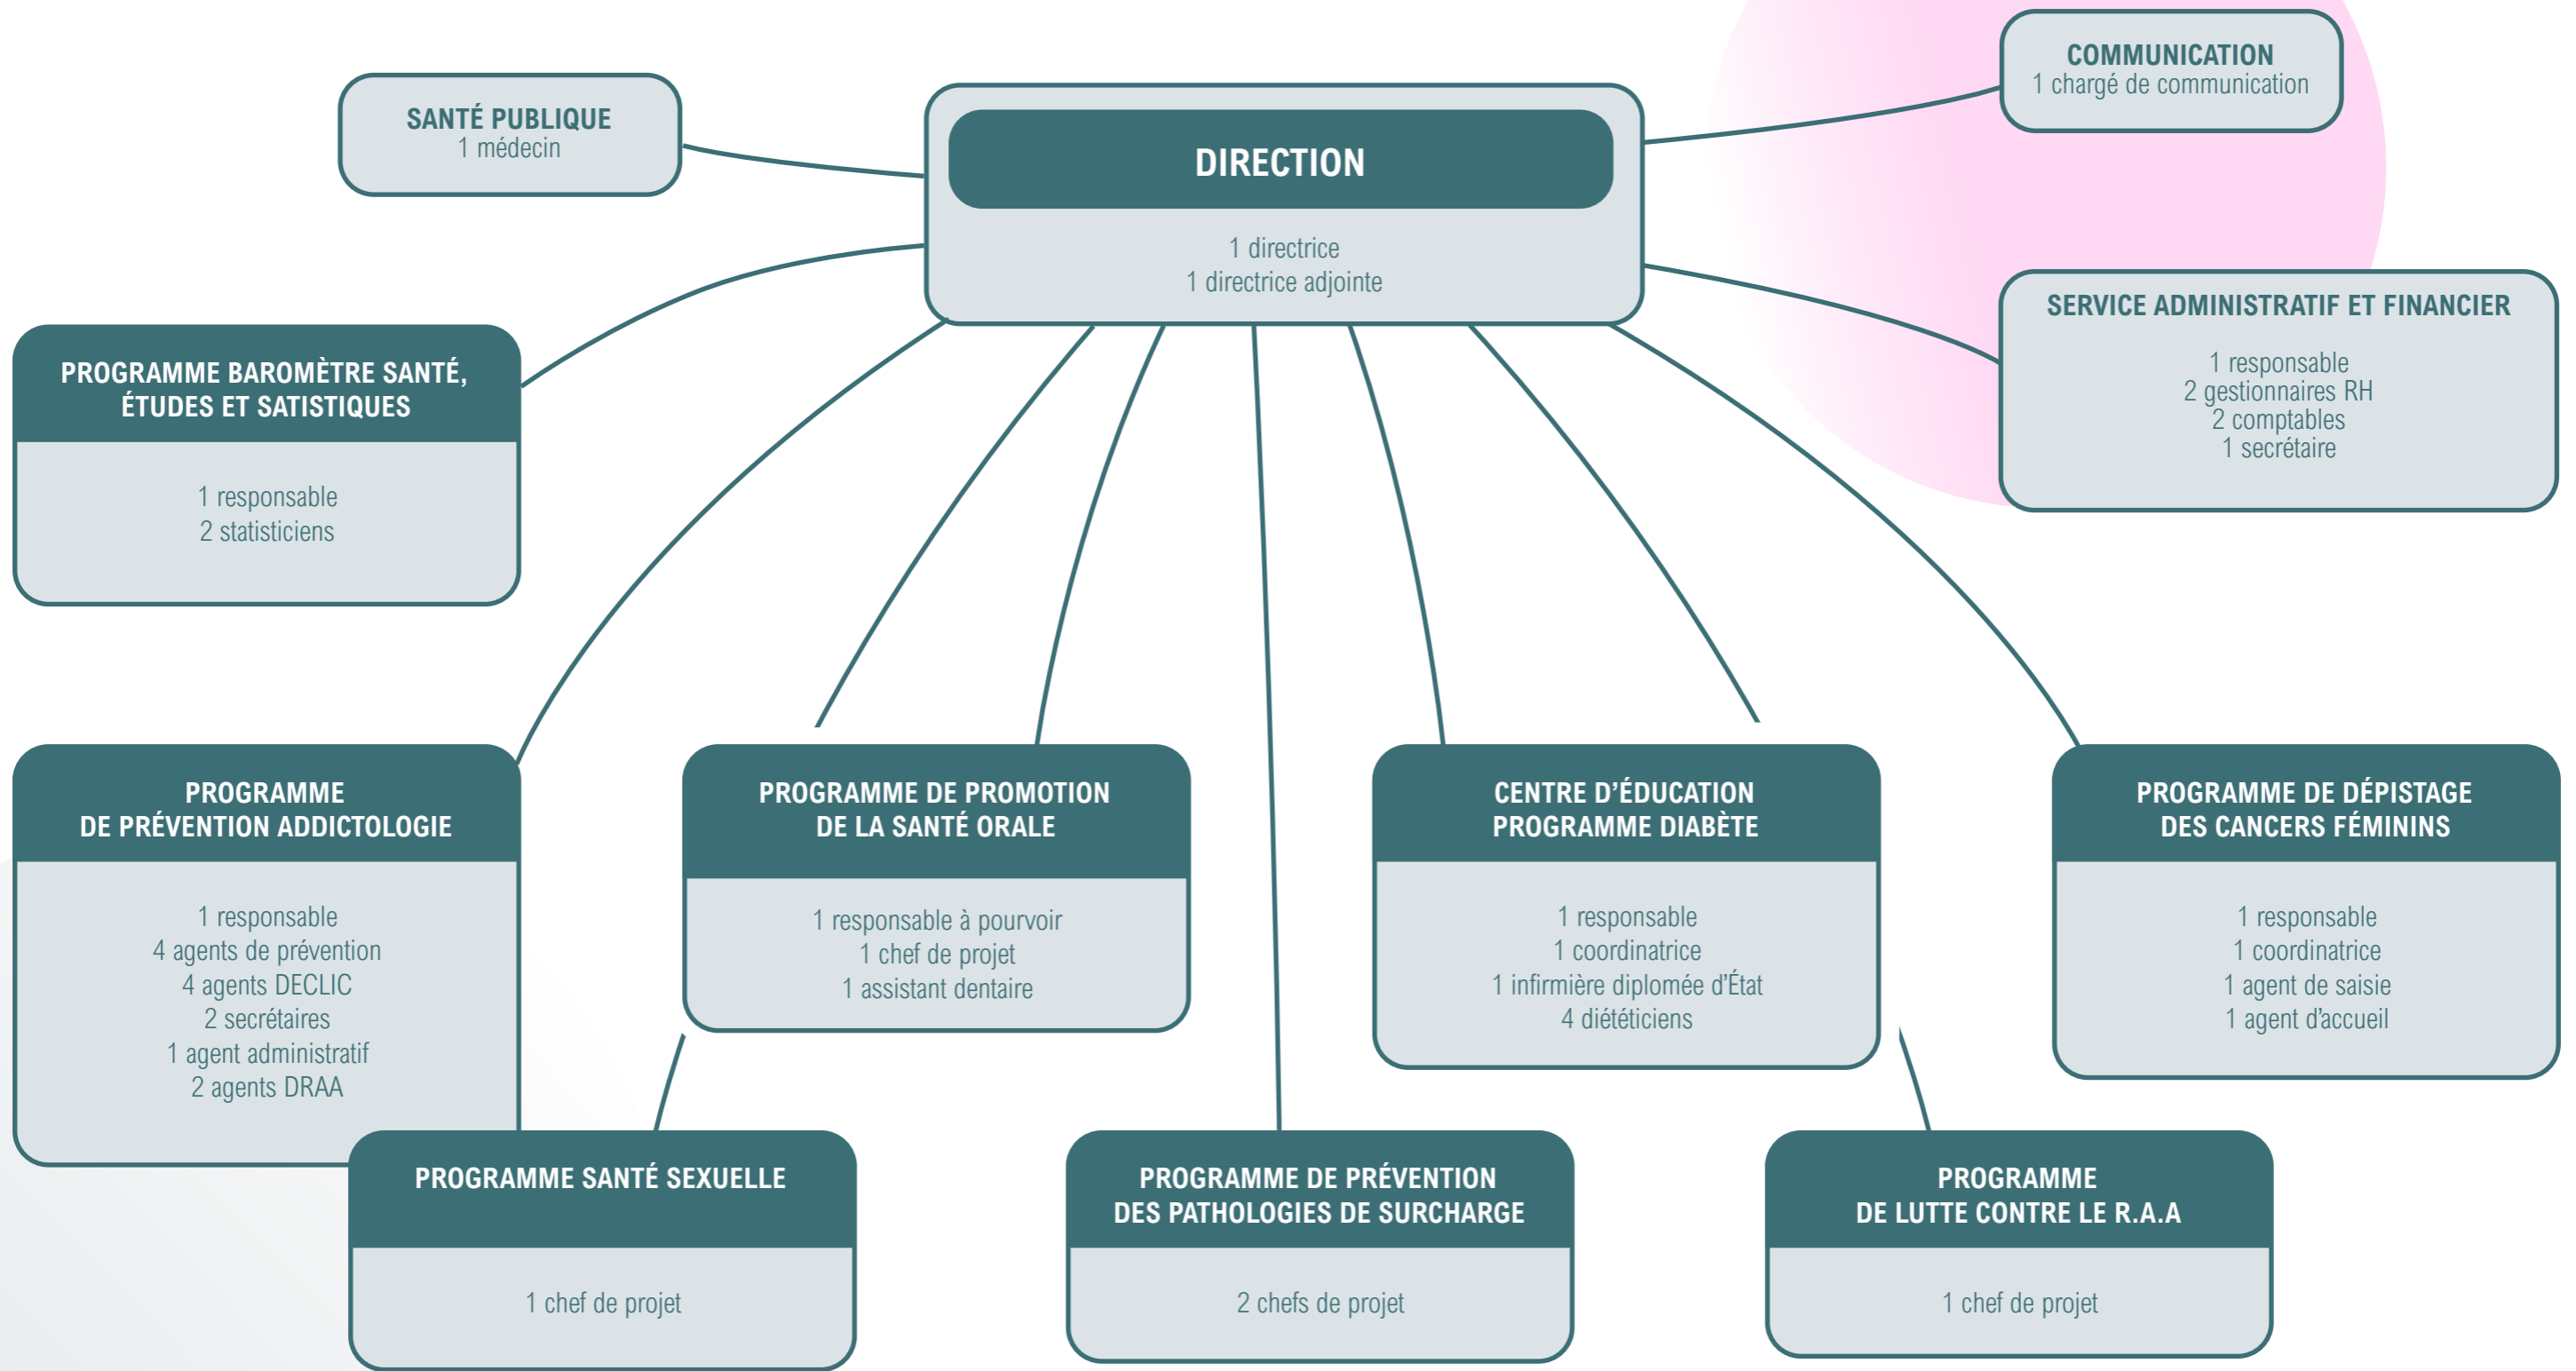 COMMUNICATION
1 chargé de communication
SANTÉ PUBLIQUE
1 médecin
DIRECTION
1 directrice
1 directrice adjointe
SERVICE ADMINISTRATIF ET FINANCIER
1 responsable
2 gestionnaires RH
2 comptables
1 secrétaire
PROGRAMME BAROMÈTRE SANTÉ,
ÉTUDES ET SATISTIQUES
1 responsable
2 statisticiens
PROGRAMME
DE PRÉVENTION ADDICTOLOGIE
1 responsable
4 agents de prévention
4 agents DECLIC
2 secrétaires
1 agent administratif
2 agents DRAA
PROGRAMME DE PROMOTION
DE LA SANTÉ ORALE
1 responsable à pourvoir
1 chef de projet
1 assistant dentaire
CENTRE D’ÉDUCATION
PROGRAMME DIABÈTE
1 responsable
1 coordinatrice
1 infirmière diplomée d’État
4 diététiciens
PROGRAMME DE DÉPISTAGE
DES CANCERS FÉMININS
1 responsable
1 coordinatrice
1 agent de saisie
1 agent d’accueil
PROGRAMME SANTÉ SEXUELLE
1 chef de projet
PROGRAMME DE PRÉVENTION
DES PATHOLOGIES DE SURCHARGE
2 chefs de projet
PROGRAMME
DE LUTTE CONTRE LE R.A.A
1 chef de projet